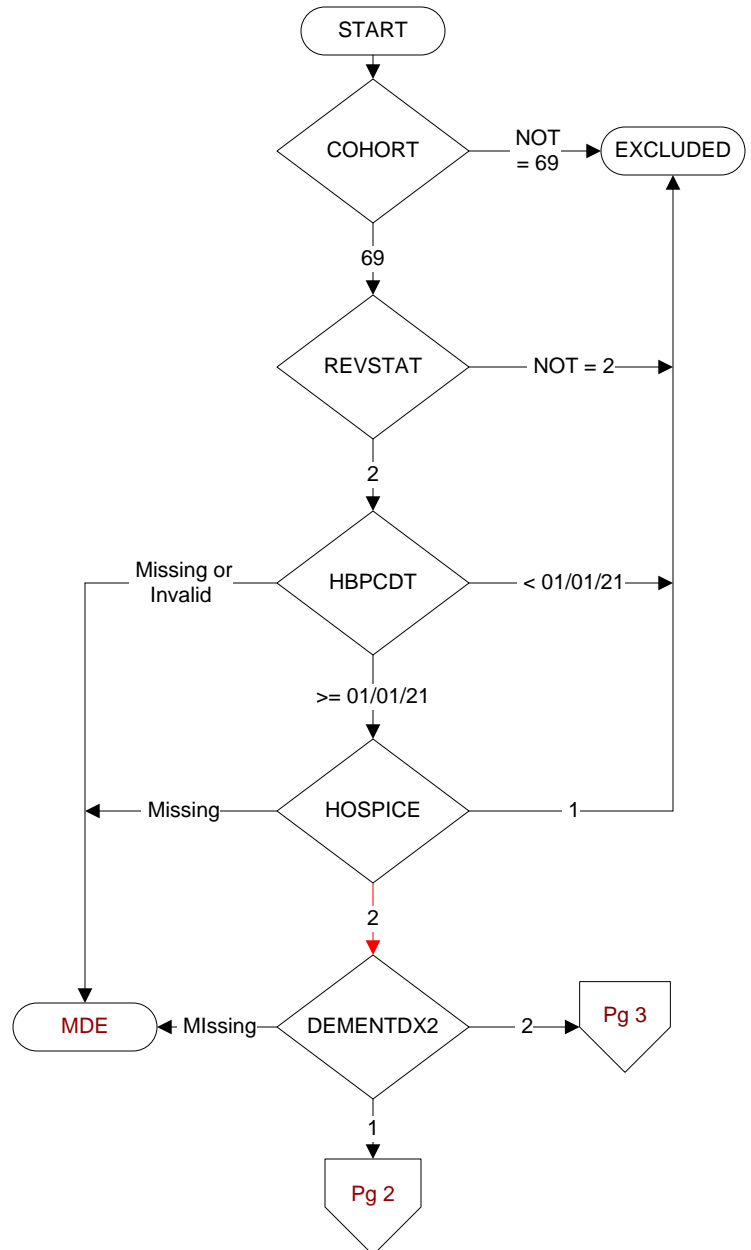 START
COHORT
NOT
= 69
EXCLUDED
69
REVSTAT
NOT = 2
2
Missing or
Invalid
HBPCDT
< 01/01/21
>= 01/01/21
Missing
HOSPICE
1
2
MDE
MIssing
DEMENTDX2
2
Pg 3
1
Pg 2